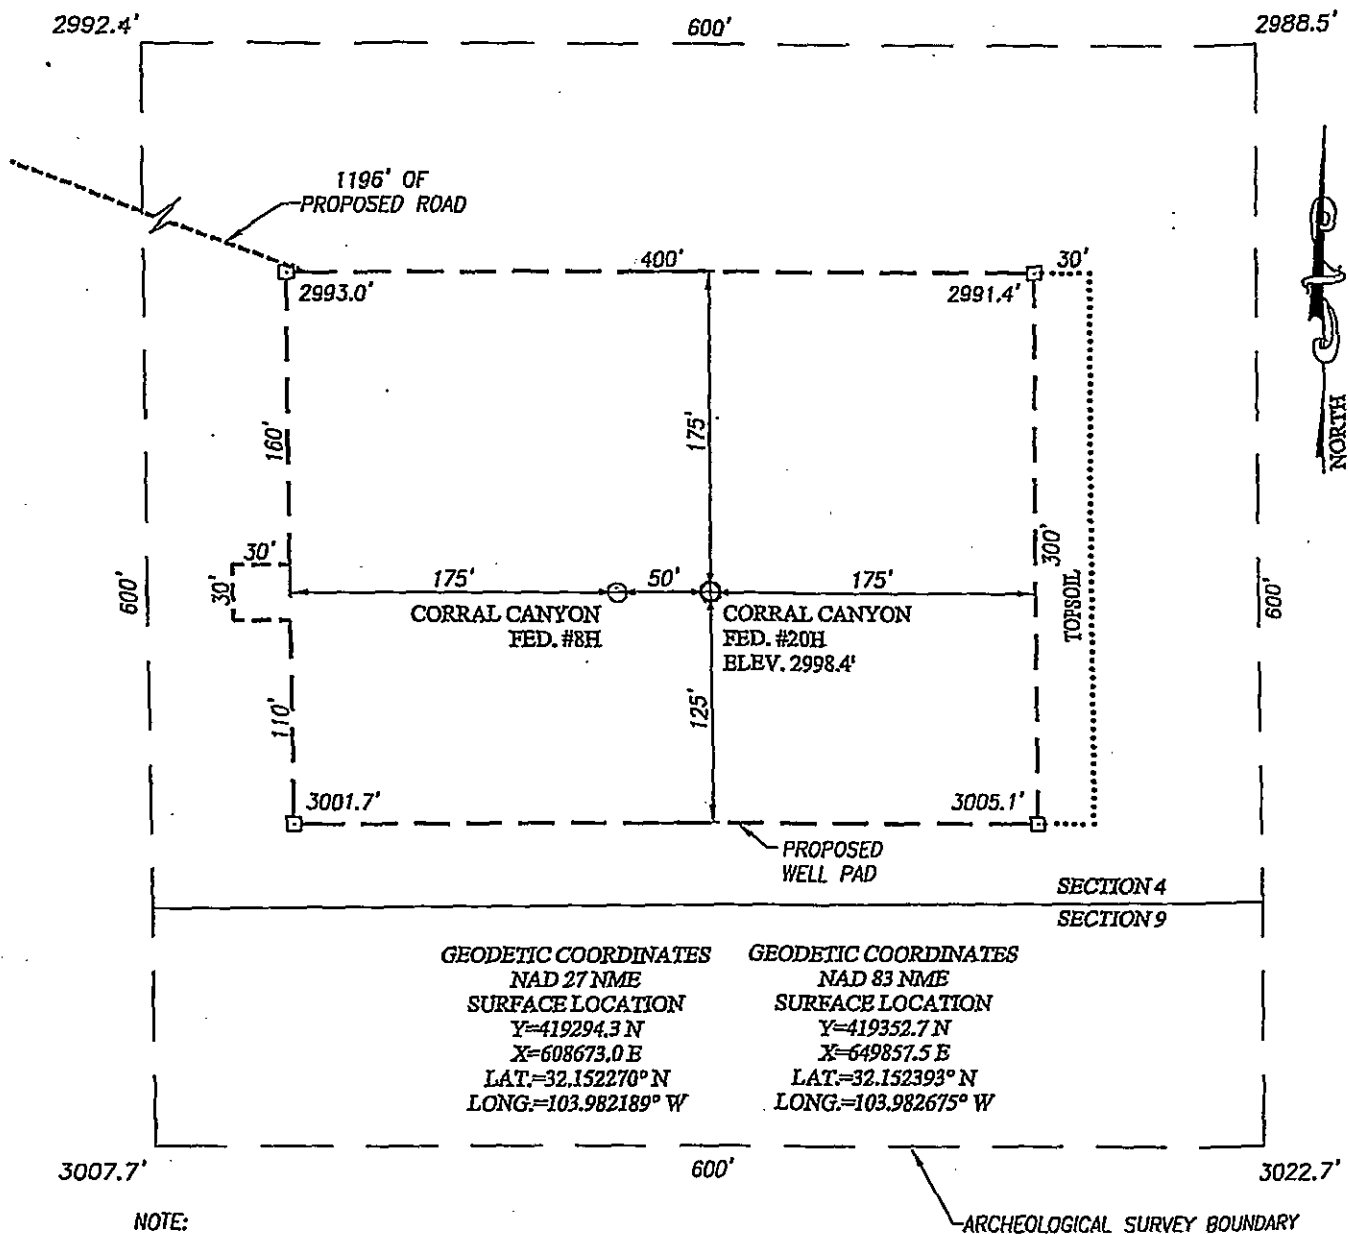 2992.4'
600'
2988.5'
1196' OF
PROPOSED ROAD
400'
30'
2993.0'
2991.4'
NORTH
160'
175'
300'
TOPSOIL
30'
30'
600'
175'
50'
175'
600'
CORRAL CANYON
FED. #8H
CORRAL CANYON
FED. #20H
ELEV. 2998.4'
110'
125'
3001.7'
3005.1'
PROPOSED
WELL PAD
SECTION 4
SECTION 9
GEODETIC COORDINATES
NAD 27 NME
SURFACE LOCATION
Y=419294.3 N
X=608673.0 E
LAT.=32.152270° N
LONG.=103.982189° W
GEODETIC COORDINATES
NAD 83 NME
SURFACE LOCATION
Y=419352.7 N
X=649857.5 E
LAT.=32.152393° N
LONG.=103.982675° W
3007.7'
600'
3022.7'
NOTE:
ARCHEOLOGICAL SURVEY BOUNDARY